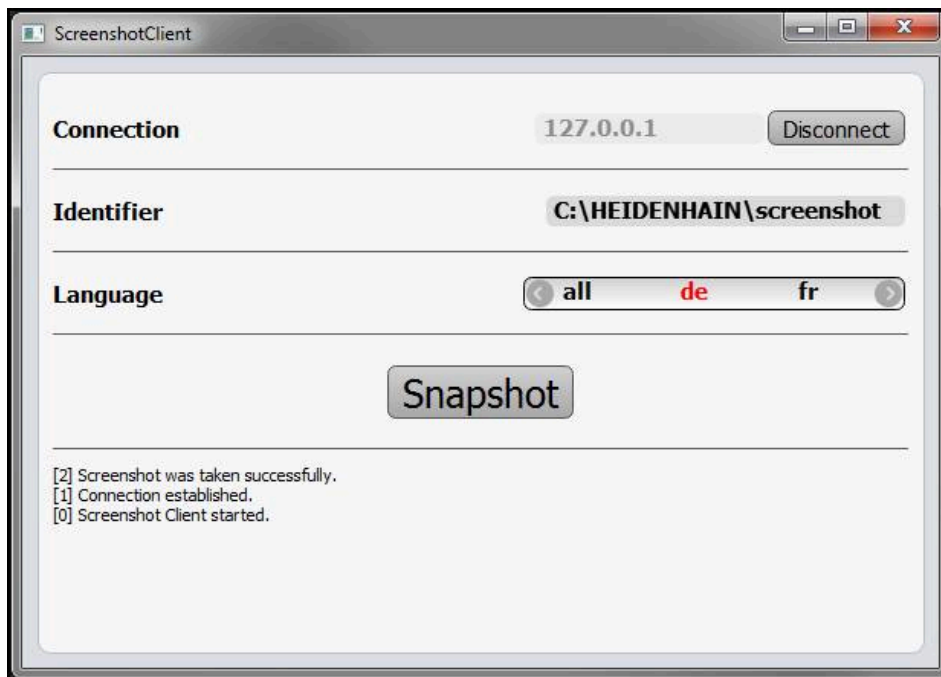 ScreenshotClient
Connection 127.0.0.1 Disconnect
Identifier C:\HEIDENHAIN\screenshot
Language all de fr
Snapshot
[2] Screenshot was taken successfully.
[1] Connection established.
[0] Screenshot Client started.